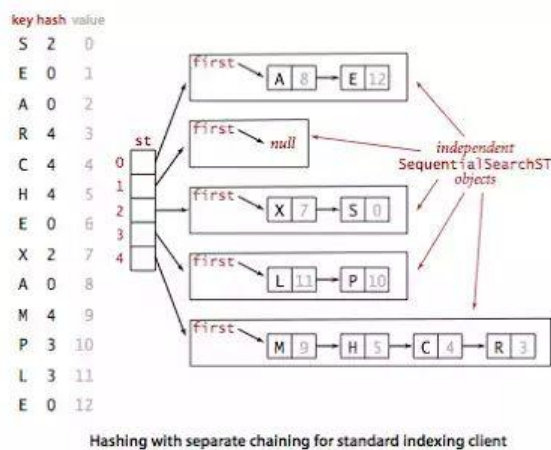 key hash value
S 2 0
E 0 1
A 0 2
R 4 3
C 4 4
H 4 5
E 0 6
X 2 7
A 0 8
M 4 9
P 3 10
L 3 11
E 0 12
st
0
1
2
3
4
first
A 8 E 12
first
null
first
X 7 S 0
first
L 11 P 10
first
M 9 H 5 C 4 R 3
independent
SequentialSearchST
objects
Hashing with separate chaining for standard indexing client